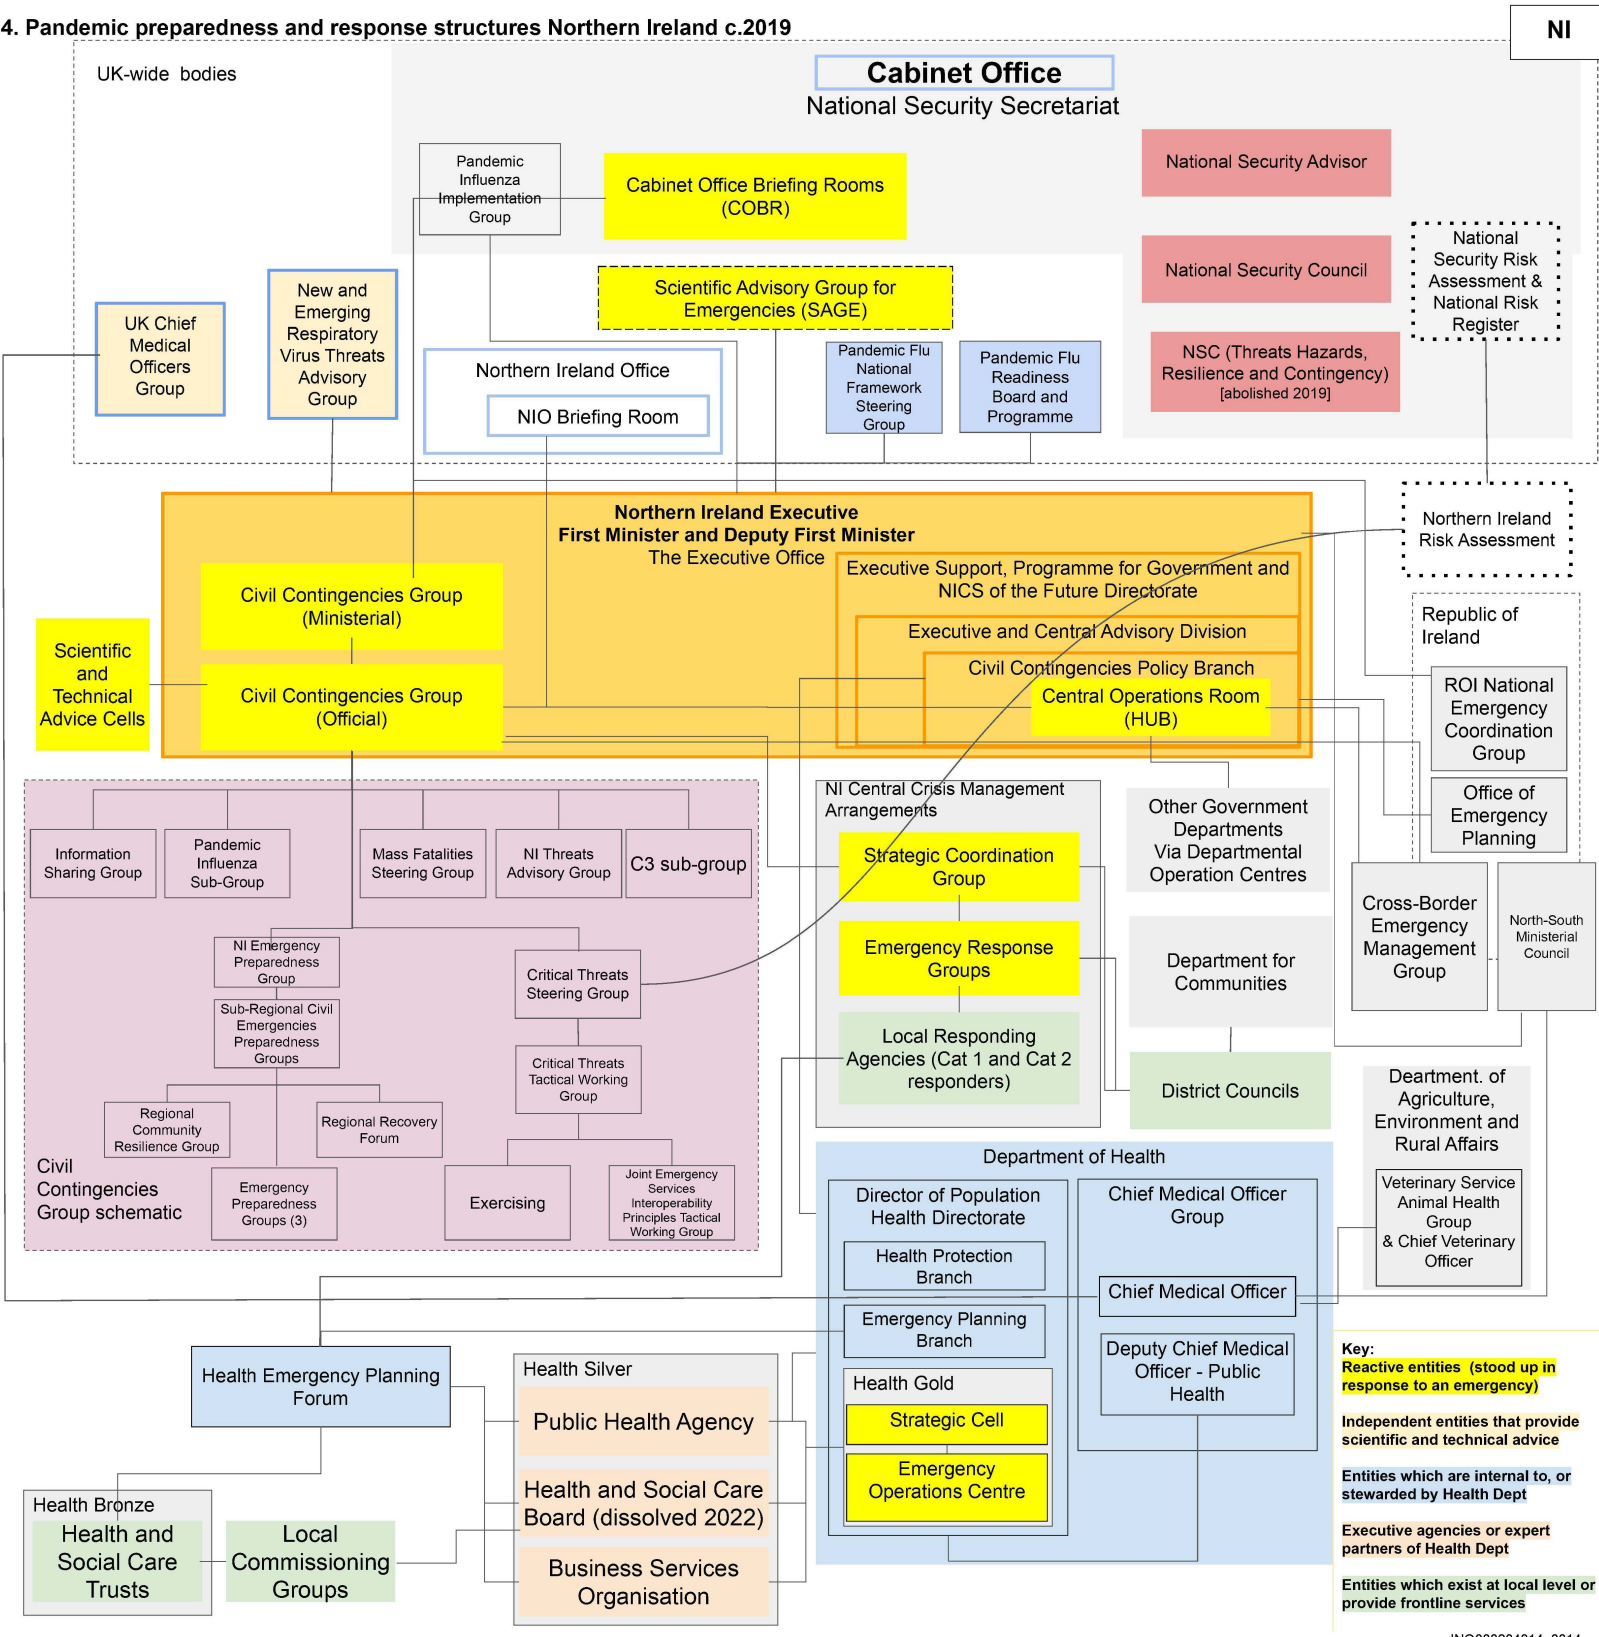 4. Pandemic preparedness and response structures Northern Ireland c.2019
NI
UK-wide bodies
Cabinet Office
National Security Secretariat
Pandemic
Influenza
Implementation
Group
Cabinet Office Briefing Rooms
(COBR)
National Security Advisor
National Security Council
NSC (Threats Hazards,
Resilience and Contingency)
[abolished 2019]
National
Security Risk
Assessment &
National Risk
Register
UK Chief
Medical
Officers
Group
New and
Emerging
Respiratory
Virus Threats
Advisory
Group
Scientific Advisory Group for
Emergencies (SAGE)
Northern Ireland Office
NIO Briefing Room
Pandemic Flu
National
Framework
Steering
Group
Pandemic Flu
Readiness
Board and
Programme
Northern Ireland Executive
First Minister and Deputy First Minister
The Executive Office
Civil Contingencies Group
(Ministerial)
Civil Contingencies Group
(Official)
Scientific
and
Technical
Advice Cells
Executive Support, Programme for Government and
NICS of the Future Directorate
Executive and Central Advisory Division
Civil Contingencies Policy Branch
Central Operations Room
(HUB)
Northern Ireland
Risk Assessment
Republic of
Ireland
ROI National
Emergency
Coordination
Group
Office of
Emergency
Planning
Cross-Border
Emergency
Management
Group
North-South
Ministerial
Council
Information
Sharing Group
Pandemic
Influenza
Sub-Group
Mass Fatalities
Steering Group
NI Threats
Advisory Group
C3 sub-group
NI Emergency
Preparedness
Group
Sub-Regional Civil
Emergencies
Preparedness
Groups
Critical Threats
Steering Group
Critical Threats
Tactical Working
Group
Regional
Community
Resilience Group
Regional Recovery
Forum
Emergency
Preparedness
Groups (3)
Exercising
Joint Emergency
Services
Interoperability
Principles Tactical
Working Group
Civil
Contingencies
Group schematic
NI Central Crisis Management
Arrangements
Strategic Coordination
Group
Emergency Response
Groups
Local Responding
Agencies (Cat 1 and Cat 2
responders)
Other Government
Departments
Via Departmental
Operation Centres
Department for
Communities
District Councils
Deartment. of
Agriculture,
Environment and
Rural Affairs
Veterinary Service
Animal Health
Group
& Chief Veterinary
Officer
Department of Health
Director of Population
Health Directorate
Health Protection
Branch
Emergency Planning
Branch
Health Gold
Strategic Cell
Emergency
Operations Centre
Chief Medical Officer
Group
Chief Medical Officer
Deputy Chief Medical
Officer - Public
Health
Health Emergency Planning
Forum
Health Silver
Public Health Agency
Health and Social Care
Board (dissolved 2022)
Business Services
Organisation
Health Bronze
Health and
Social Care
Trusts
Local
Commissioning
Groups
Key:
Reactive entities (stood up in
response to an emergency)
Independent entities that provide
scientific and technical advice
Entities which are internal to, or
stewarded by Health Dept
Executive agencies or expert
partners of Health Dept
Entities which exist at local level or
provide frontline services